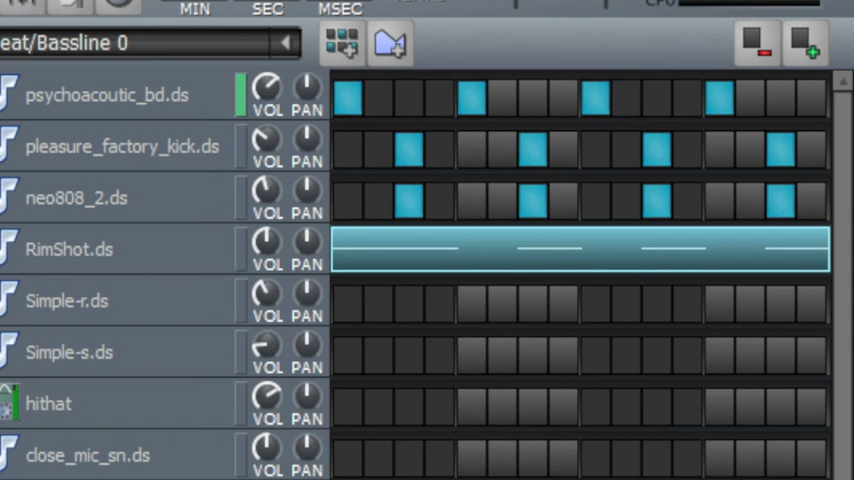 MIN SEC MSEC
CPU
eat/Bassline 0
psychoacoutic_bd.ds
VOL PAN
pleasure_factory_kick.ds
VOL PAN
neo808_2.ds
VOL PAN
RimShot.ds
VOL PAN
Simple-r.ds
VOL PAN
Simple-s.ds
VOL PAN
hithat
VOL PAN
close_mic_sn.ds
VOL PAN